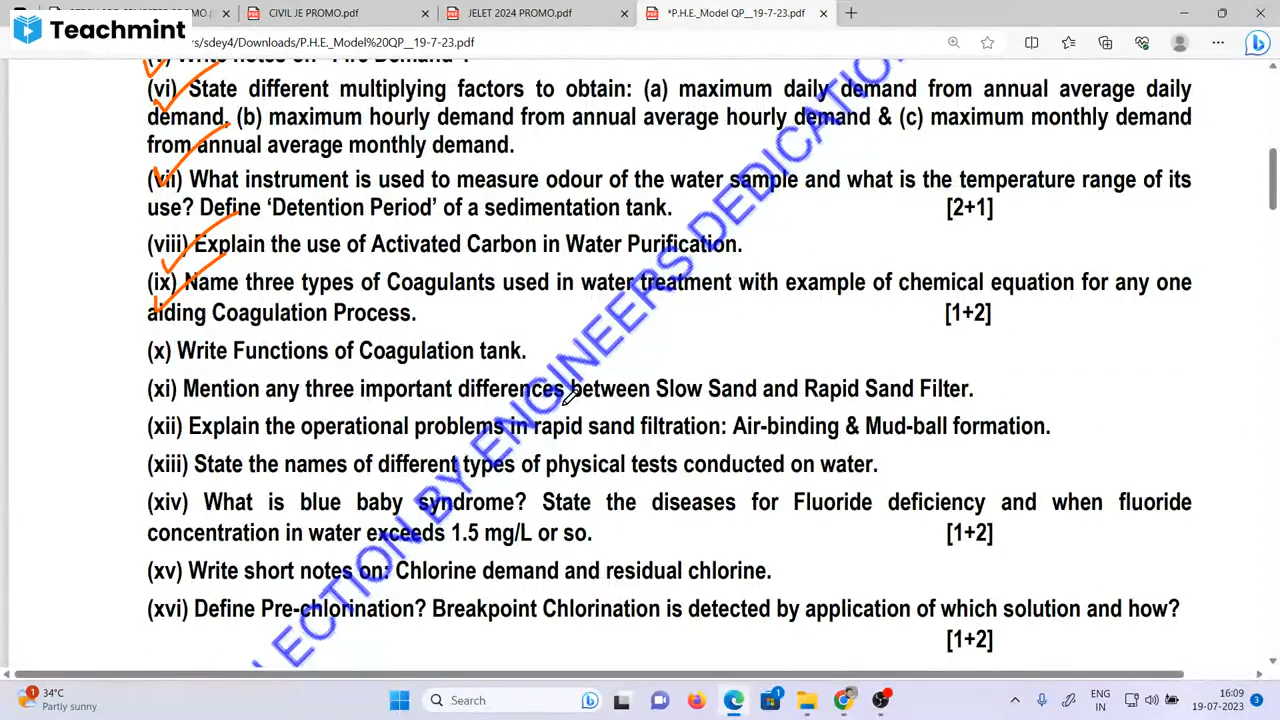 CIVIL JE PROMO.pdf
JELET 2024 PROMO.pdf
*P.H.E._Model QP__19-7-23.pdf
Teachmint
rs/sdey4/Downloads/P.H.E._Model%20QP__19-7-23.pdf
(vi) State different multiplying factors to obtain: (a) maximum daily demand from annual average daily
demand, (b) maximum hourly demand from annual average hourly demand & (c) maximum monthly demand
from annual average monthly demand.
(vii) What instrument is used to measure odour of the water sample and what is the temperature range of its
use? Define ‘Detention Period’ of a sedimentation tank. [2+1]
(viii) Explain the use of Activated Carbon in Water Purification.
(ix) Name three types of Coagulants used in water treatment with example of chemical equation for any one
aiding Coagulation Process. [1+2]
(x) Write Functions of Coagulation tank.
(xi) Mention any three important differences between Slow Sand and Rapid Sand Filter.
(xii) Explain the operational problems in rapid sand filtration: Air-binding & Mud-ball formation.
(xiii) State the names of different types of physical tests conducted on water.
(xiv) What is blue baby syndrome? State the diseases for Fluoride deficiency and when fluoride
concentration in water exceeds 1.5 mg/L or so. [1+2]
(xv) Write short notes on: Chlorine demand and residual chlorine.
(xvi) Define Pre-chlorination? Breakpoint Chlorination is detected by application of which solution and how?
[1+2]
LECTION BY ENGINEERS DEDICATION
1
34°C
Partly sunny
Search
1
ENG
IN
16:09
19-07-2023
3